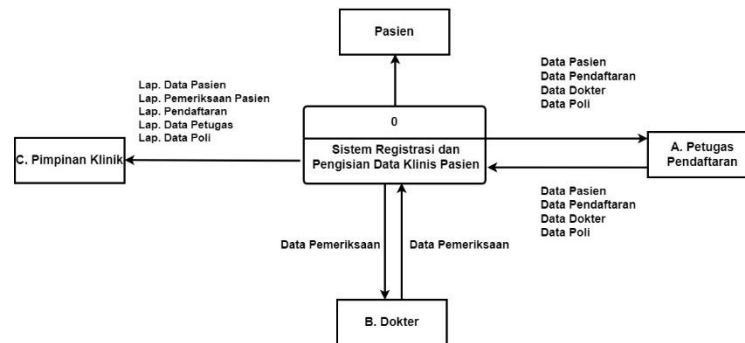 Pasien
Data Pasien
Data Pendaftaran
Data Dokter
Data Poli
Lap. Data Pasien
Lap. Pemeriksaan Pasien
Lap. Pendaftaran
Lap. Data Petugas
Lap. Data Poli
0
Sistem Registrasi dan
Pengisian Data Klinis Pasien
C. Pimpinan Klinik
A. Petugas
Pendaftaran
Data Pasien
Data Pendaftaran
Data Dokter
Data Poli
Data Pemeriksaan
Data Pemeriksaan
B. Dokter